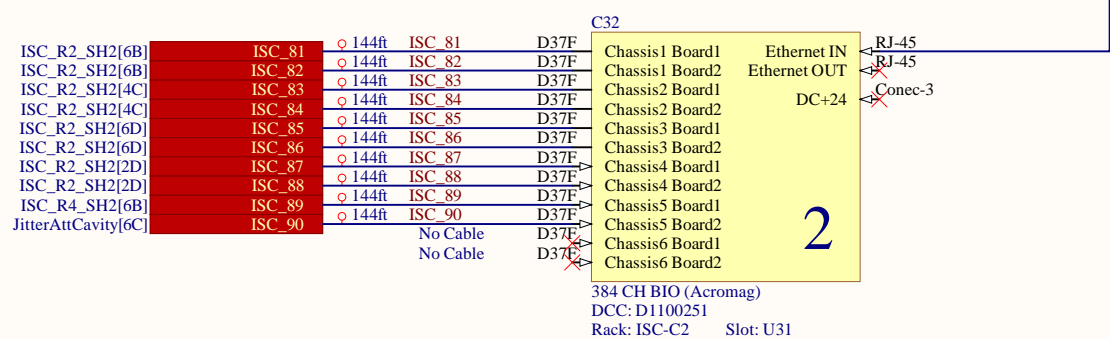 C32
ISC_R2_SH2[6B] ISC_81 144ft ISC_81 D37F Chassis1 Board1 Ethernet IN RJ-45
ISC_R2_SH2[6B] ISC_82 144ft ISC_82 D37F Chassis1 Board2 Ethernet OUT RJ-45
ISC_R2_SH2[4C] ISC_83 144ft ISC_83 D37F Chassis2 Board1 DC+24 Conec-3
ISC_R2_SH2[4C] ISC_84 144ft ISC_84 D37F Chassis2 Board2
ISC_R2_SH2[6D] ISC_85 144ft ISC_85 D37F Chassis3 Board1
ISC_R2_SH2[6D] ISC_86 144ft ISC_86 D37F Chassis3 Board2
ISC_R2_SH2[2D] ISC_87 144ft ISC_87 D37F Chassis4 Board1
ISC_R2_SH2[2D] ISC_88 144ft ISC_88 D37F Chassis4 Board2
ISC_R4_SH2[6B] ISC_89 144ft ISC_89 D37F Chassis5 Board1
JitterAttCavity[6C] ISC_90 144ft ISC_90 D37F Chassis5 Board2
No Cable D37F Chassis6 Board1
No Cable D37F Chassis6 Board2
2
384 CH BIO (Acromag)
DCC: D1100251
Rack: ISC-C2 Slot: U31